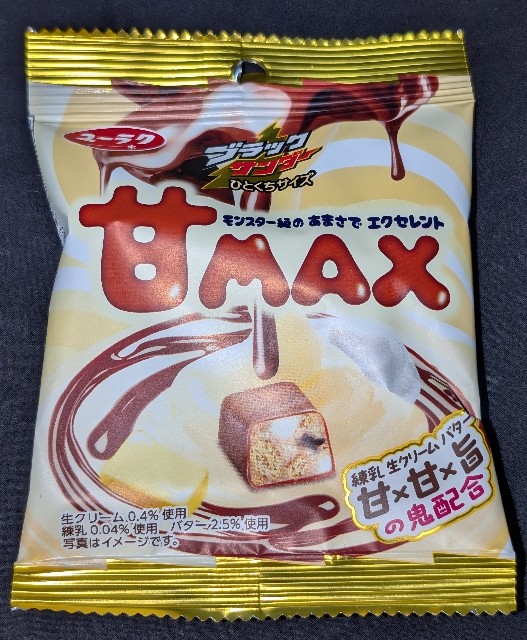 ユーラク
ブラック
サンダー
ひとくちサイズ
モンスター級の あまさで エクセレント
甘MAX
練乳 生クリーム バター
甘×甘×旨
の鬼配合
生クリーム 0.4% 使用
練乳 0.04% 使用 バター 2.5% 使用
写真はイメージです。